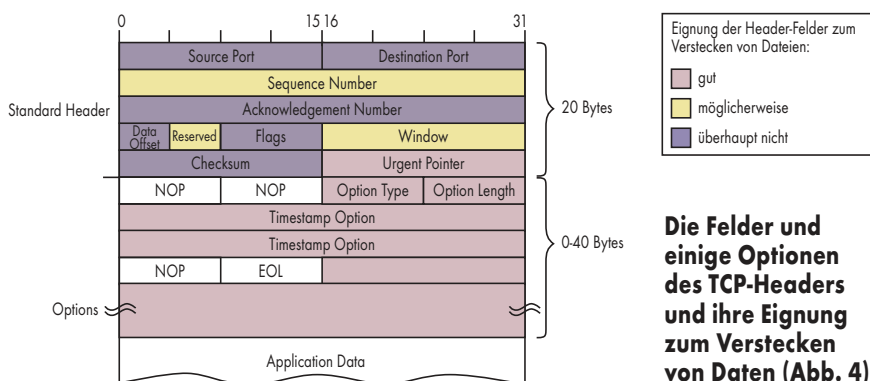 0 15 16 31
Source Port Destination Port
Sequence Number
Standard Header Acknowledgement Number 20 Bytes
Data Offset Reserved Flags Window
Checksum Urgent Pointer
NOP NOP Option Type Option Length
Timestamp Option
Timestamp Option 0-40 Bytes
NOP EOL
Options
Application Data
Eignung der Header-Felder zum
Verstecken von Dateien:
gut
möglicherweise
überhaupt nicht
Die Felder und
einige Optionen
des TCP-Headers
und ihre Eignung
zum Verstecken
von Daten (Abb. 4)